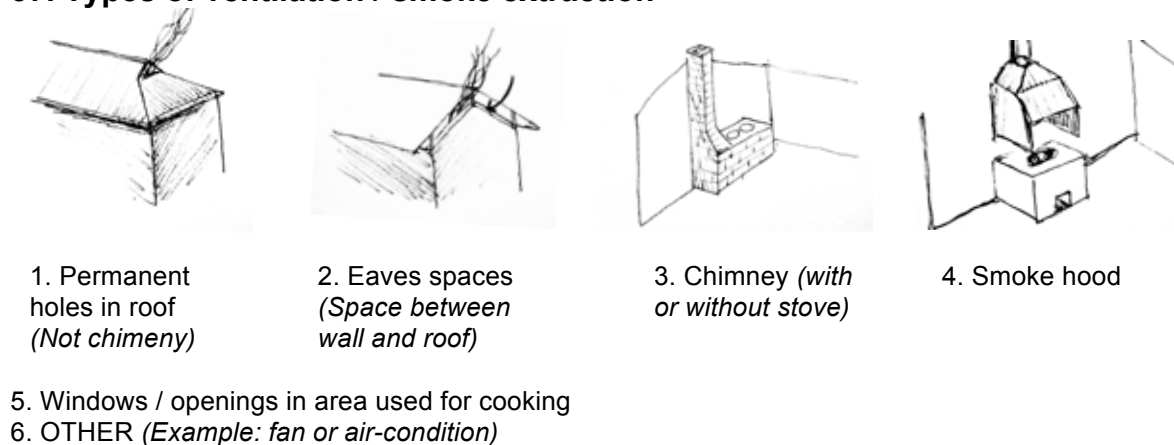 1. Permanent
holes in roof
(Not chimeny)
2. Eaves spaces
(Space between
wall and roof)
3. Chimney (with
or without stove)
4. Smoke hood
5. Windows / openings in area used for cooking
6. OTHER (Example: fan or air-condition)